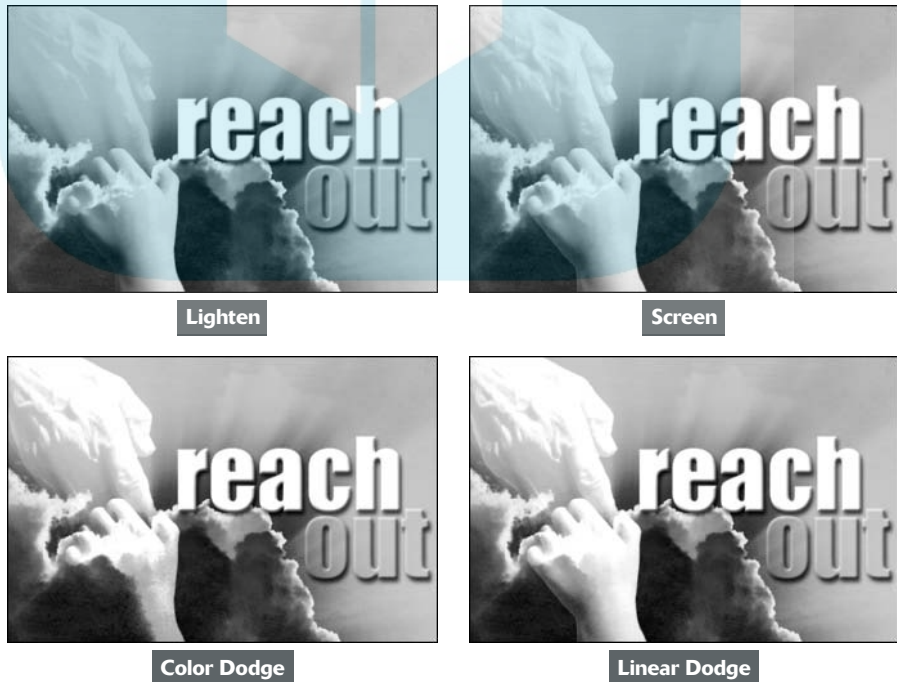 reach
out
reach
out
Lighten
Screen
reach
out
reach
out
Color Dodge
Linear Dodge